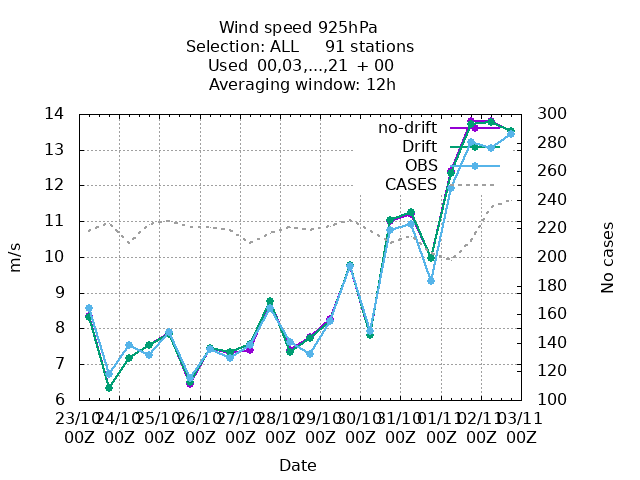 Wind speed 925hPa
Selection: ALL     91 stations
Used  00,03,...,21  + 00
Averaging window: 12h
14 300
no-drift
280
Drift
13
260
OBS
12
CASES
240
11
220
m/s
10
200
No cases
9
180
160
8
140
7
120
6 100
23/10 24/10 25/10 26/10 27/10 28/10 29/10 30/10 31/10 01/11 02/11 03/11
00Z 00Z 00Z 00Z 00Z 00Z 00Z 00Z 00Z 00Z 00Z 00Z
Date